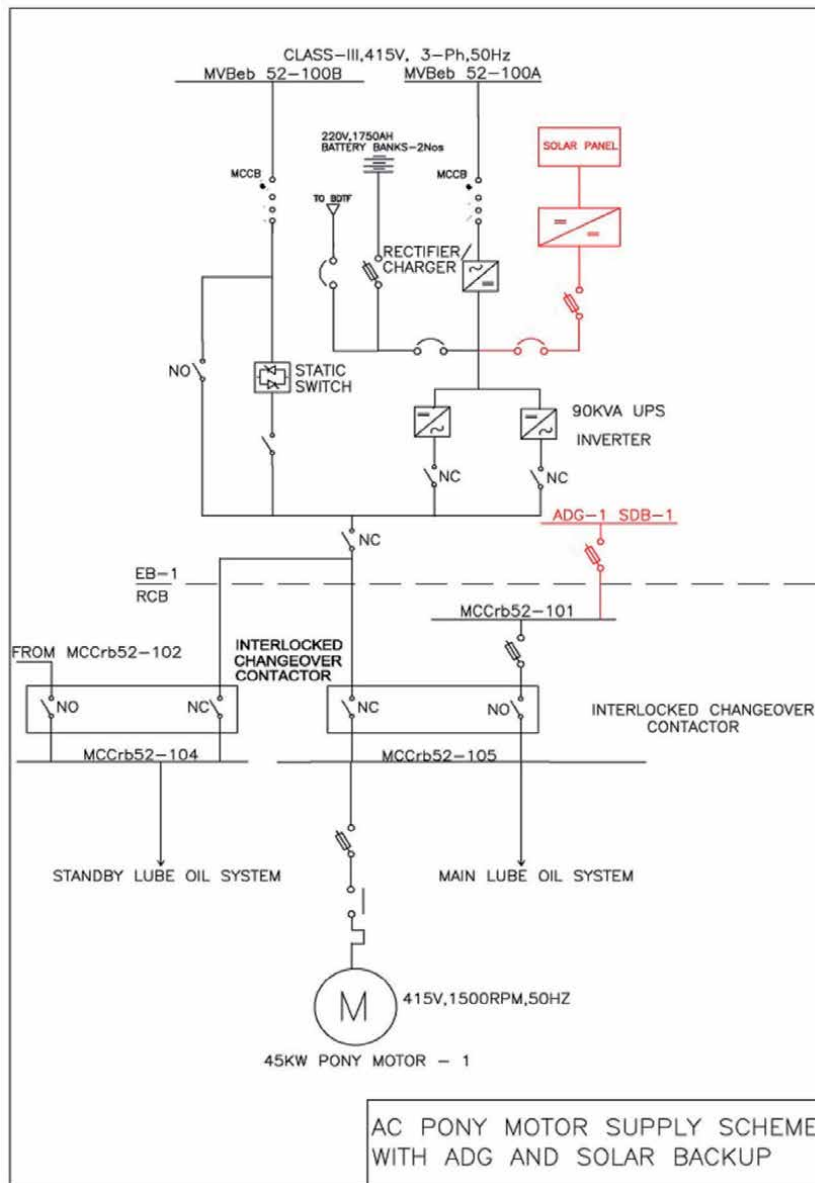 CLASS-III,415V, 3-Ph,50Hz
MVBeb 52-100B
MVBeb 52-100A
220V,1750AH
BATTERY BANKS-2Nos
SOLAR PANEL
MCCB
MCCB
TO BDTF
RECTIFIER
CHARGER
NO
STATIC
SWITCH
90KVA UPS
INVERTER
NC
NC
ADG-1 SDB-1
NC
EB-1
RCB
MCCrb52-101
FROM MCCrb52-102
INTERLOCKED
CHANGEOVER
CONTACTOR
NO
NC
NC
NO
INTERLOCKED CHANGEOVER
CONTACTOR
MCCrb52-104
MCCrb52-105
STANDBY LUBE OIL SYSTEM
MAIN LUBE OIL SYSTEM
M
415V,1500RPM,50HZ
45KW PONY MOTOR - 1
AC PONY MOTOR SUPPLY SCHEME
WITH ADG AND SOLAR BACKUP